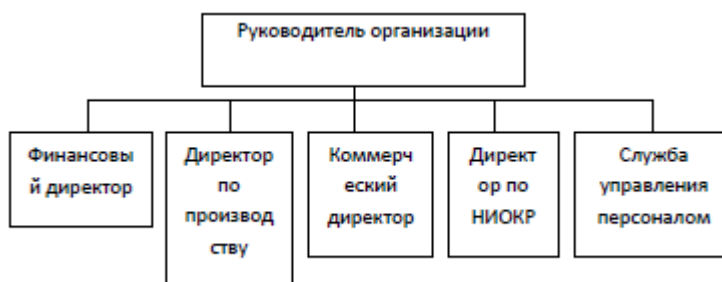 Руководитель организации
Финансовы
й директор
Директор
по
производ
ству
Коммерч
еский
директор
Директ
ор по
НИОКР
Служба
управления
персоналом